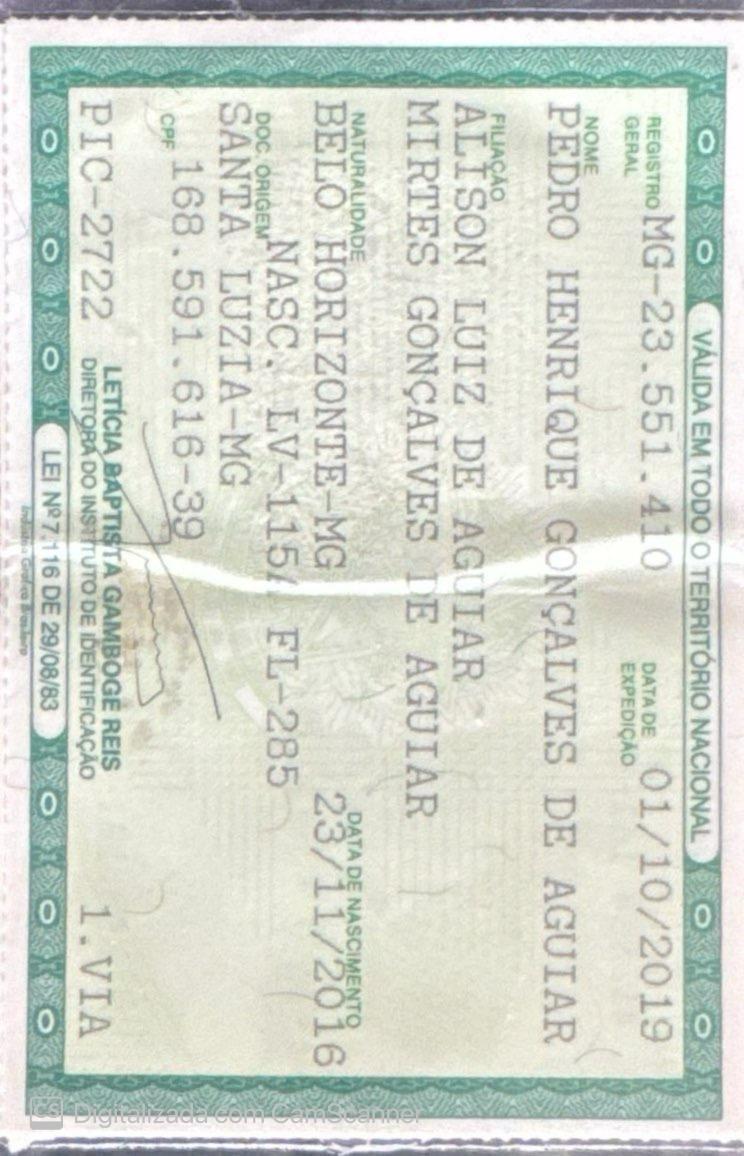 VÁLIDA EM TODO O TERRITÓRIO NACIONAL
REGISTRO GERAL MG-23.551.410 DATA DE EXPEDIÇÃO 01/10/2019
NOME
PEDRO HENRIQUE GONÇALVES DE AGUIAR
FILIAÇÃO
ALISON LUIZ DE AGUIAR
MIRTES GONÇALVES DE AGUIAR
NATURALIDADE DATA DE NASCIMENTO
BELO HORIZONTE-MG 23/11/2016
DOC. ORIGEM NASC. LV-115A FL-285
SANTA LUZIA-MG
CPF 168.591.616-39
LETÍCIA BAPTISTA GAMBOGE REIS
PIC-2722 DIRETORA DO INSTITUTO DE IDENTIFICAÇÃO 1.VIA
LEI Nº 7.116 DE 29/08/83
CS Digitalizada com CamScanner